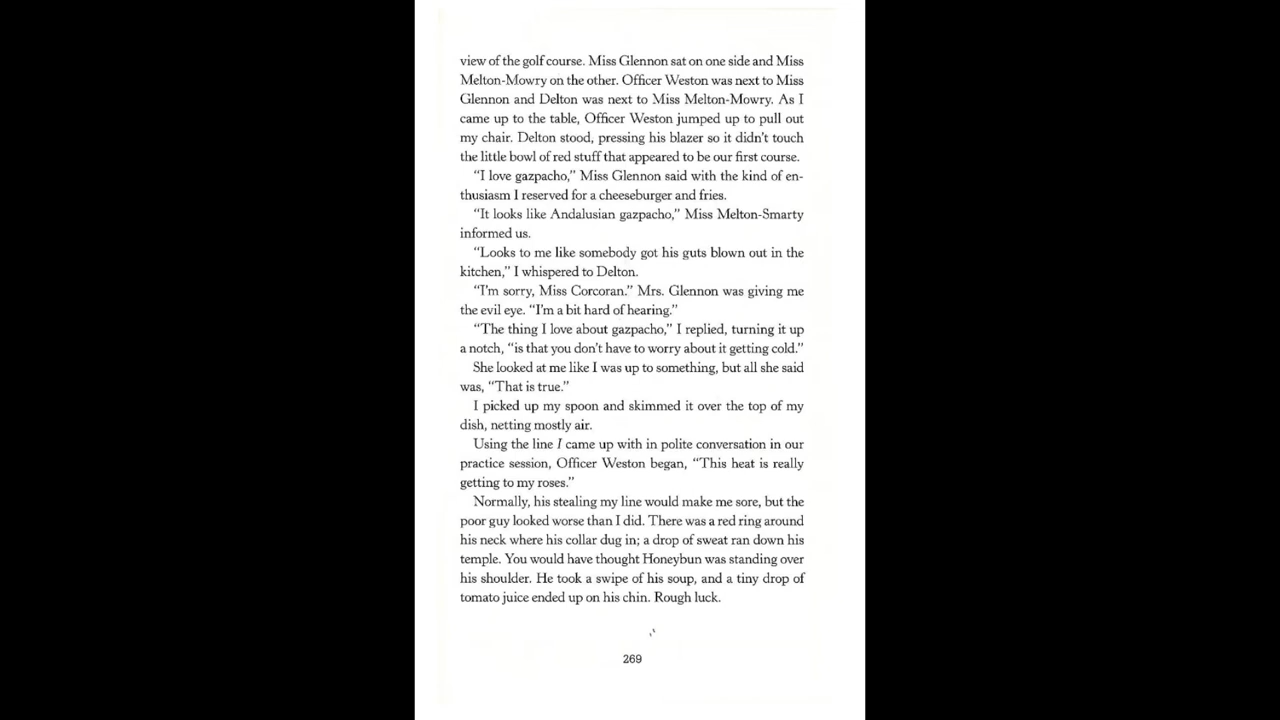 view of the golf course. Miss Glennon sat on one side and Miss
Melton-Mowry on the other. Officer Weston was next to Miss
Glennon and Delton was next to Miss Melton-Mowry. As I
came up to the table, Officer Weston jumped up to pull out
my chair. Delton stood, pressing his blazer so it didn't touch
the little bowl of red stuff that appeared to be our first course.
"I love gazpacho," Miss Glennon said with the kind of en-
thusiasm I reserved for a cheeseburger and fries.
"It looks like Andalusian gazpacho," Miss Melton-Smarty
informed us.
"Looks to me like somebody got his guts blown out in the
kitchen," I whispered to Delton.
"I'm sorry, Miss Corcoran." Mrs. Glennon was giving me
the evil eye. "I'm a bit hard of hearing."
"The thing I love about gazpacho," I replied, turning it up
a notch, "is that you don't have to worry about it getting cold."
She looked at me like I was up to something, but all she said
was, "That is true."
I picked up my spoon and skimmed it over the top of my
dish, netting mostly air.
Using the line I came up with in polite conversation in our
practice session, Officer Weston began, "This heat is really
getting to my roses."
Normally, his stealing my line would make me sore, but the
poor guy looked worse than I did. There was a red ring around
his neck where his collar dug in; a drop of sweat ran down his
temple. You would have thought Honeybun was standing over
his shoulder. He took a swipe of his soup, and a tiny drop of
tomato juice ended up on his chin. Rough luck.
269